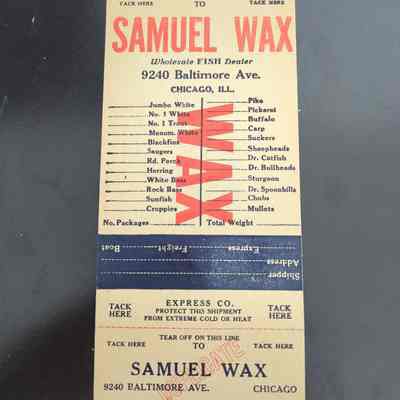 TACK HERE TO TACK HERE
SAMUEL WAX
Wholesale FISH Dealer
9240 Baltimore Ave.
CHICAGO, ILL.
WAX
Jumbo White
No. 1 White
No. 1 Trout
Menom. White
Blackfins
Saugers
Rd. Perch
Herring
White Bass
Rock Bass
Sunfish
Croppies
No. Packages
Pike
Pickerel
Buffalo
Carp
Suckers
Sheepheads
Dr. Catfish
Dr. Bullheads
Sturgeon
Dr. Spoonbills
Chubs
Mullets
Total Weight
Shipper
Address
Express Freight Boat
TACK HERE
EXPRESS CO.
PROTECT THIS SHIPMENT
FROM EXTREME COLD OR HEAT
TACK HERE
TEAR OFF ON THIS LINE
TACK HERE TO TACK HERE
SAMUEL WAX
9240 BALTIMORE AVE. CHICAGO